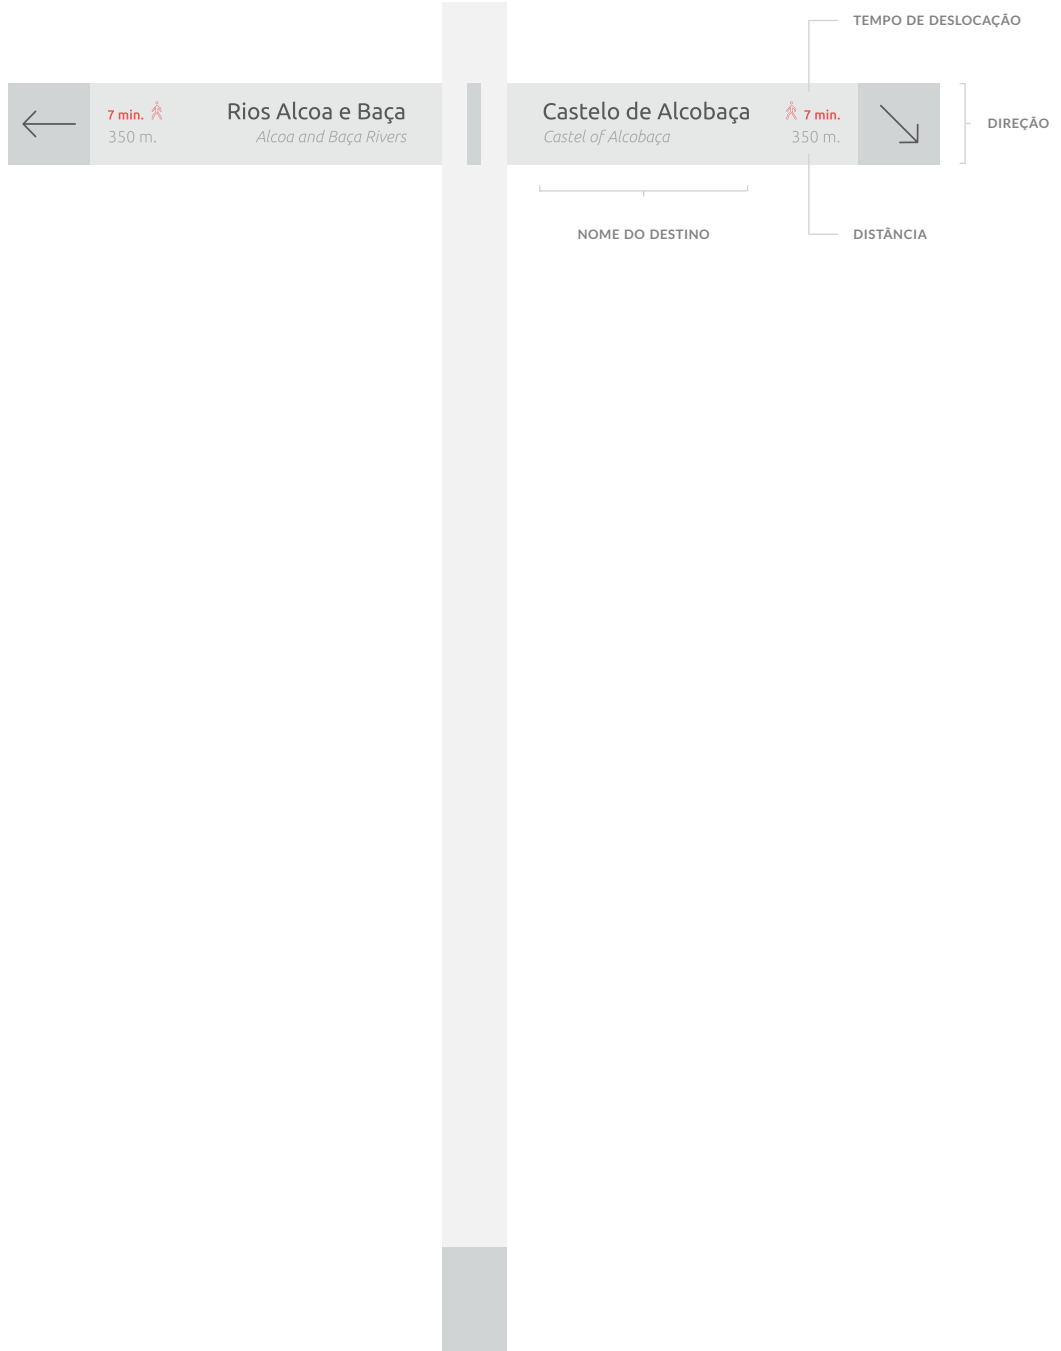 TEMPO DE DESLOCAÇÃO
7 min.
350 m.
Rios Alcoa e Baça
Alcoa and Baça Rivers
Castelo de Alcobaça
Castel of Alcobaça
7 min.
350 m.
DIREÇÃO
NOME DO DESTINO
DISTÂNCIA